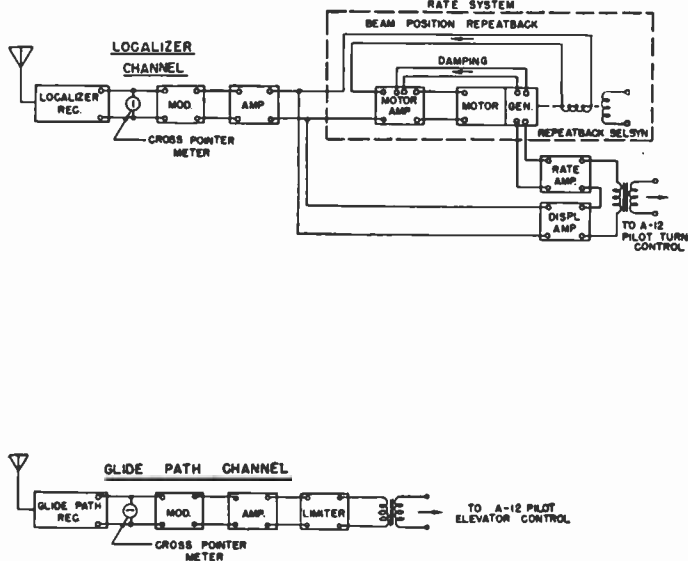 RATE SYSTEM
BEAM POSITION REPEATBACK
LOCALIZER
CHANNEL
DAMPING
LOCALIZER
REC.
MOD.
AMP
MOTOR
AMP
MOTOR
GEN.
CROSS POINTER
METER
REPEATBACK SELSYN
RATE
AMP.
DISPL
AMP
TO A-12
PILOT TURN
CONTROL
GLIDE PATH CHANNEL
GLIDE PATH
REC
MOD.
AMP.
LIMITER
TO A-12 PILOT
ELEVATOR CONTROL
CROSS POINTER
METER